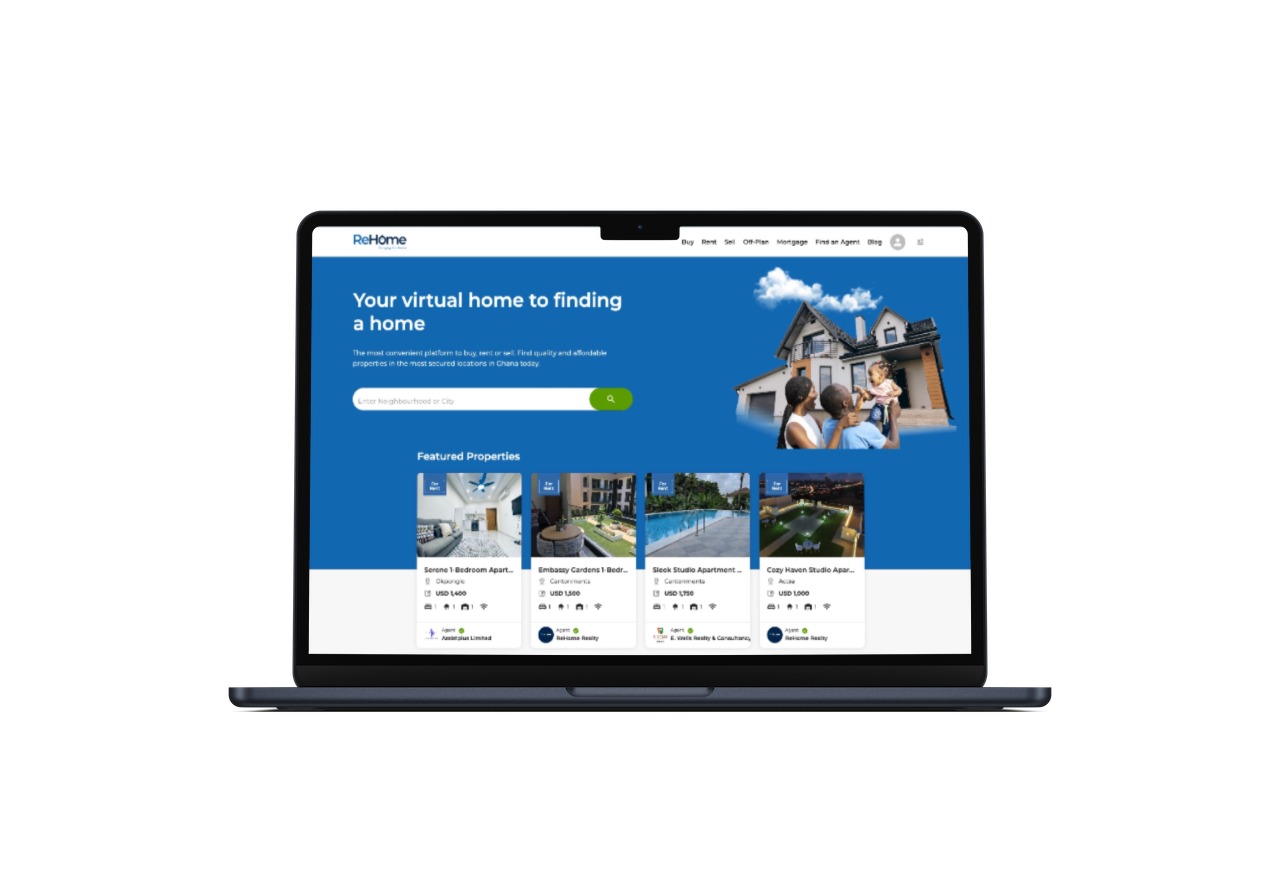 ReHome
Buy Rent Sell Off-Plan Mortgage Find an Agent Blog
Your virtual home to finding
a home
The most convenient platform to buy, rent or sell. Find quality and affordable
properties in the most secured locations in Ghana today.
Enter Neighbourhood or City
Featured Properties
For
Rent
For
Rent
For
Rent
For
Rent
Serene 1-Bedroom Apart...
Okpongio
USD 1,400
1 1 1
Agent
Assistplus Limited
Embassy Gardens 1-Bedr...
Cantonments
USD 1,500
1 1 1
Agent
ReHome Realty
Sleek Studio Apartment ...
Cantonments
USD 1,750
1 1 1
Agent
E. Wells Realty & Consultancy
Cozy Haven Studio Apar...
Accra
USD 1,000
1 1 1
Agent
ReHome Realty